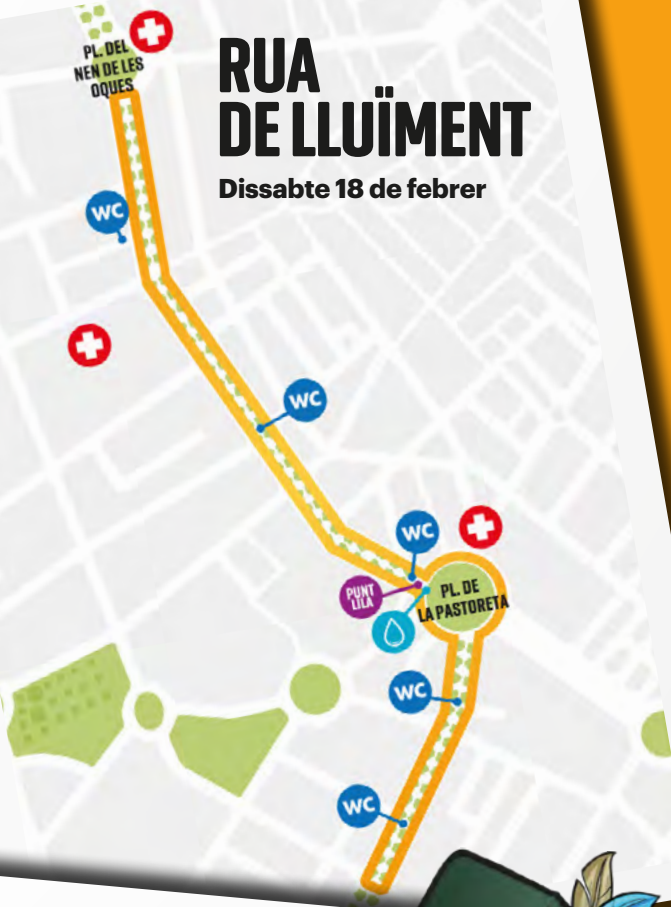 PL. DEL
NEN DE LES
OQUES
RUA
DE LLUÏMENT
Dissabte 18 de febrer
WC
WC
WC
PUNT
LILA
PL. DE
LA PASTORETA
WC
WC